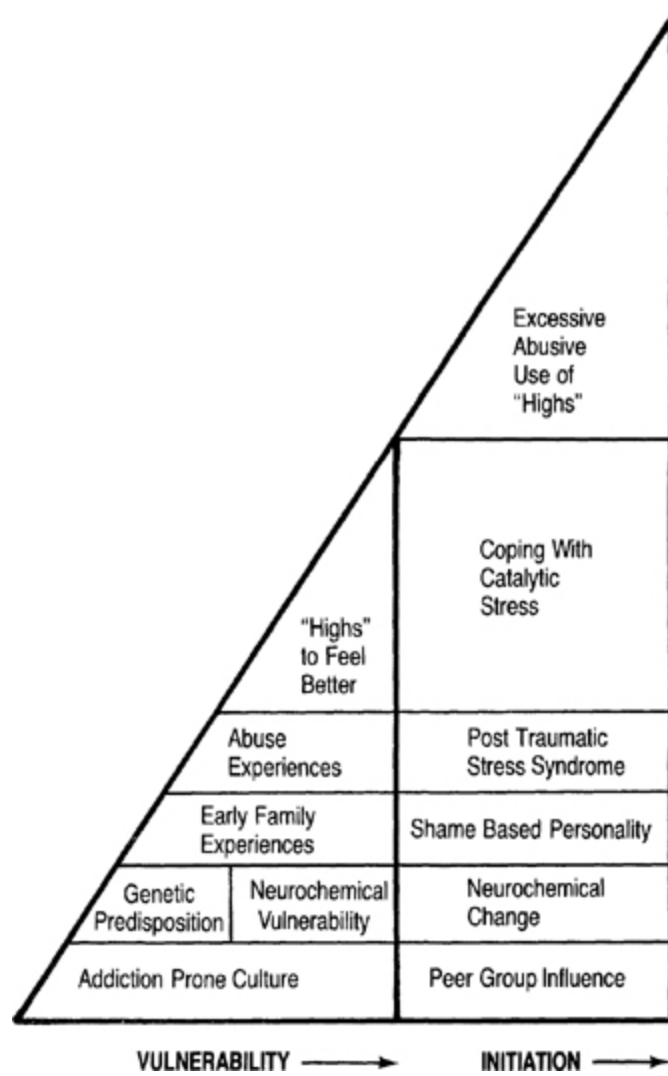 Excessive
Abusive
Use of
"Highs"
Coping With
Catalytic
Stress
"Highs"
to Feel
Better
Abuse
Experiences
Post Traumatic
Stress Syndrome
Early Family
Experiences
Shame Based Personality
Genetic
Predisposition
Neurochemical
Vulnerability
Neurochemical
Change
Addiction Prone Culture
Peer Group Influence
VULNERABILITY
INITIATION